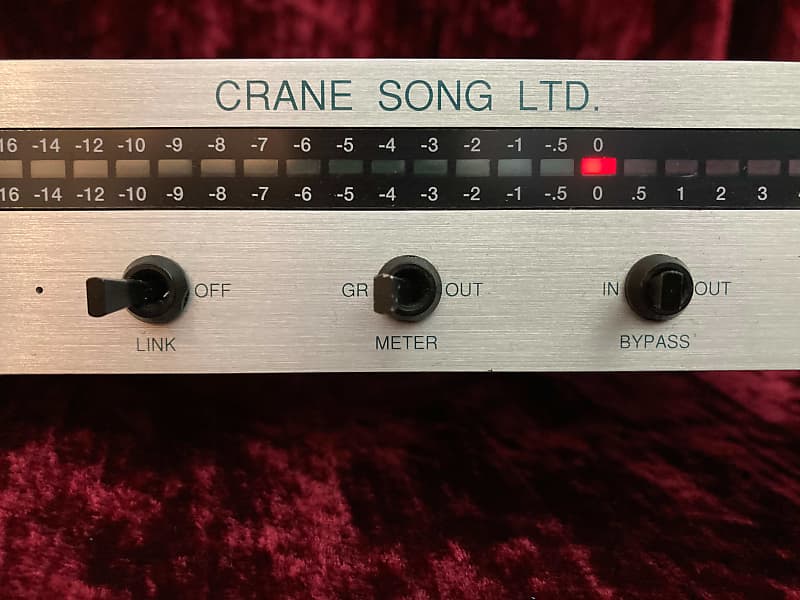 CRANE SONG LTD.
16 -14 -12 -10 -9 -8 -7 -6 -5 -4 -3 -2 -1 -.5 0
16 -14 -12 -10 -9 -8 -7 -6 -5 -4 -3 -2 -1 -.5 0 .5 1 2 3
OFF GR OUT IN OUT
LINK METER BYPASS